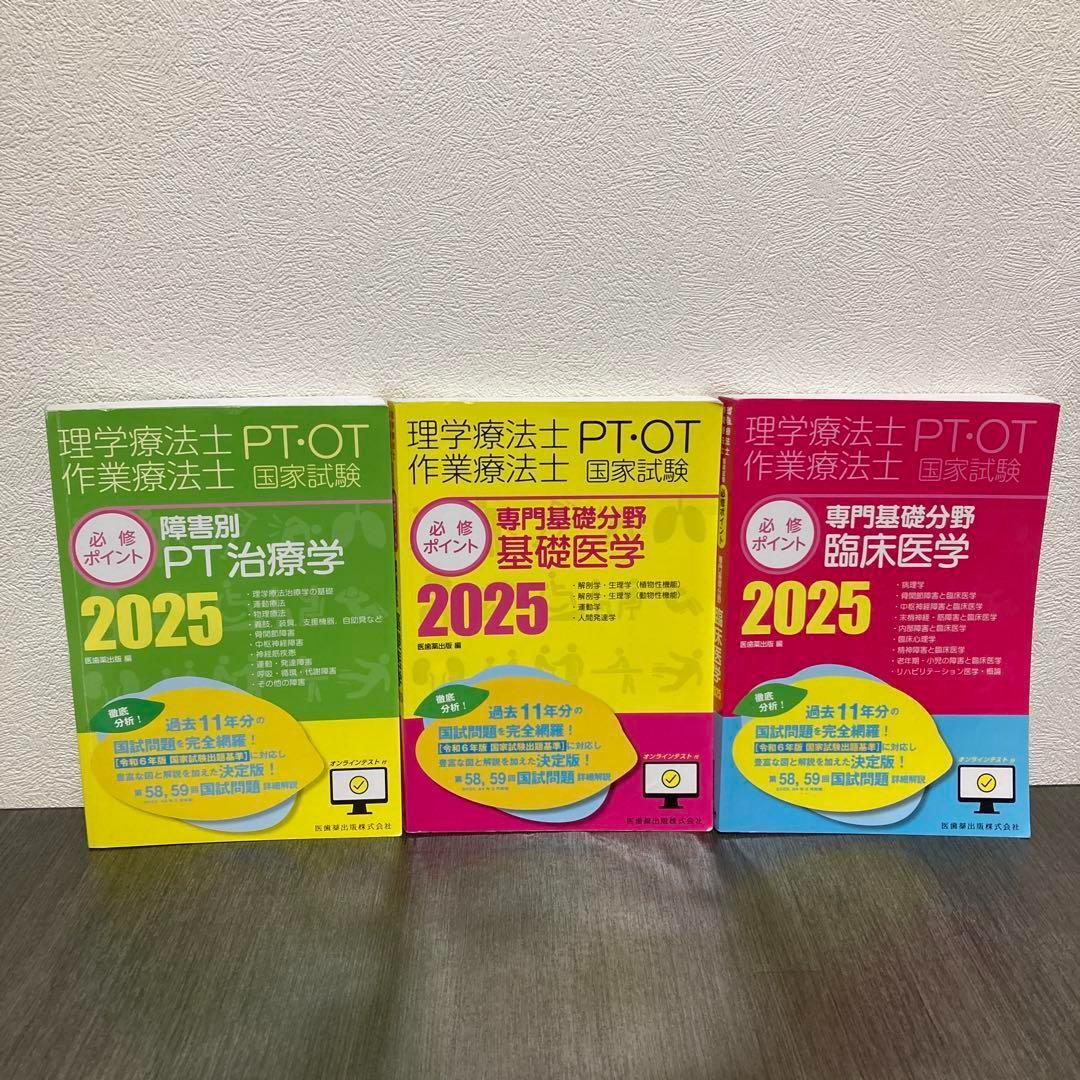 理学療法士
作業療法士
PT・OT
国家試験
必修
ポイント
障害別
PT治療学
2025
医歯薬出版 編
・理学療法治療学の基礎
・運動療法
・物理療法
・義肢，装具，支援機器，自助具など
・骨関節障害
・中枢神経障害
・神経筋疾患
・運動・発達障害
・呼吸・循環・代謝障害
・その他の障害
徹底
分析！
過去11年分の
国試問題を完全網羅！
[令和6年版 国家試験出題基準]に対応し
豊富な図と解説を加えた決定版！
第58，59回国試問題 詳細解説
オンラインテスト付
医歯薬出版株式会社
理学療法士
作業療法士
PT・OT
国家試験
必修
ポイント
専門基礎分野
基礎医学
2025
医歯薬出版 編
・解剖学・生理学（植物性機能）
・解剖学・生理学（動物性機能）
・運動学
・人間発達学
徹底
分析！
過去11年分の
国試問題を完全網羅！
[令和6年版 国家試験出題基準]に対応し
豊富な図と解説を加えた決定版！
第58，59回国試問題 詳細解説
オンラインテスト付
医歯薬出版株式会社
理学療法士
作業療法士
PT・OT
国家試験
必修
ポイント
専門基礎分野
臨床医学
2025
医歯薬出版 編
・病理学
・骨関節障害と臨床医学
・中枢神経障害と臨床医学
・末梢神経・筋障害と臨床医学
・内部障害と臨床医学
・臨床心理学
・精神障害と臨床医学
・老年期・小児の障害と臨床医学
・リハビリテーション医学・概論
徹底
分析！
過去11年分の
国試問題を完全網羅！
[令和6年版 国家試験出題基準]に対応し
豊富な図と解説を加えた決定版！
第58，59回国試問題 詳細解説
オンラインテスト付
医歯薬出版株式会社